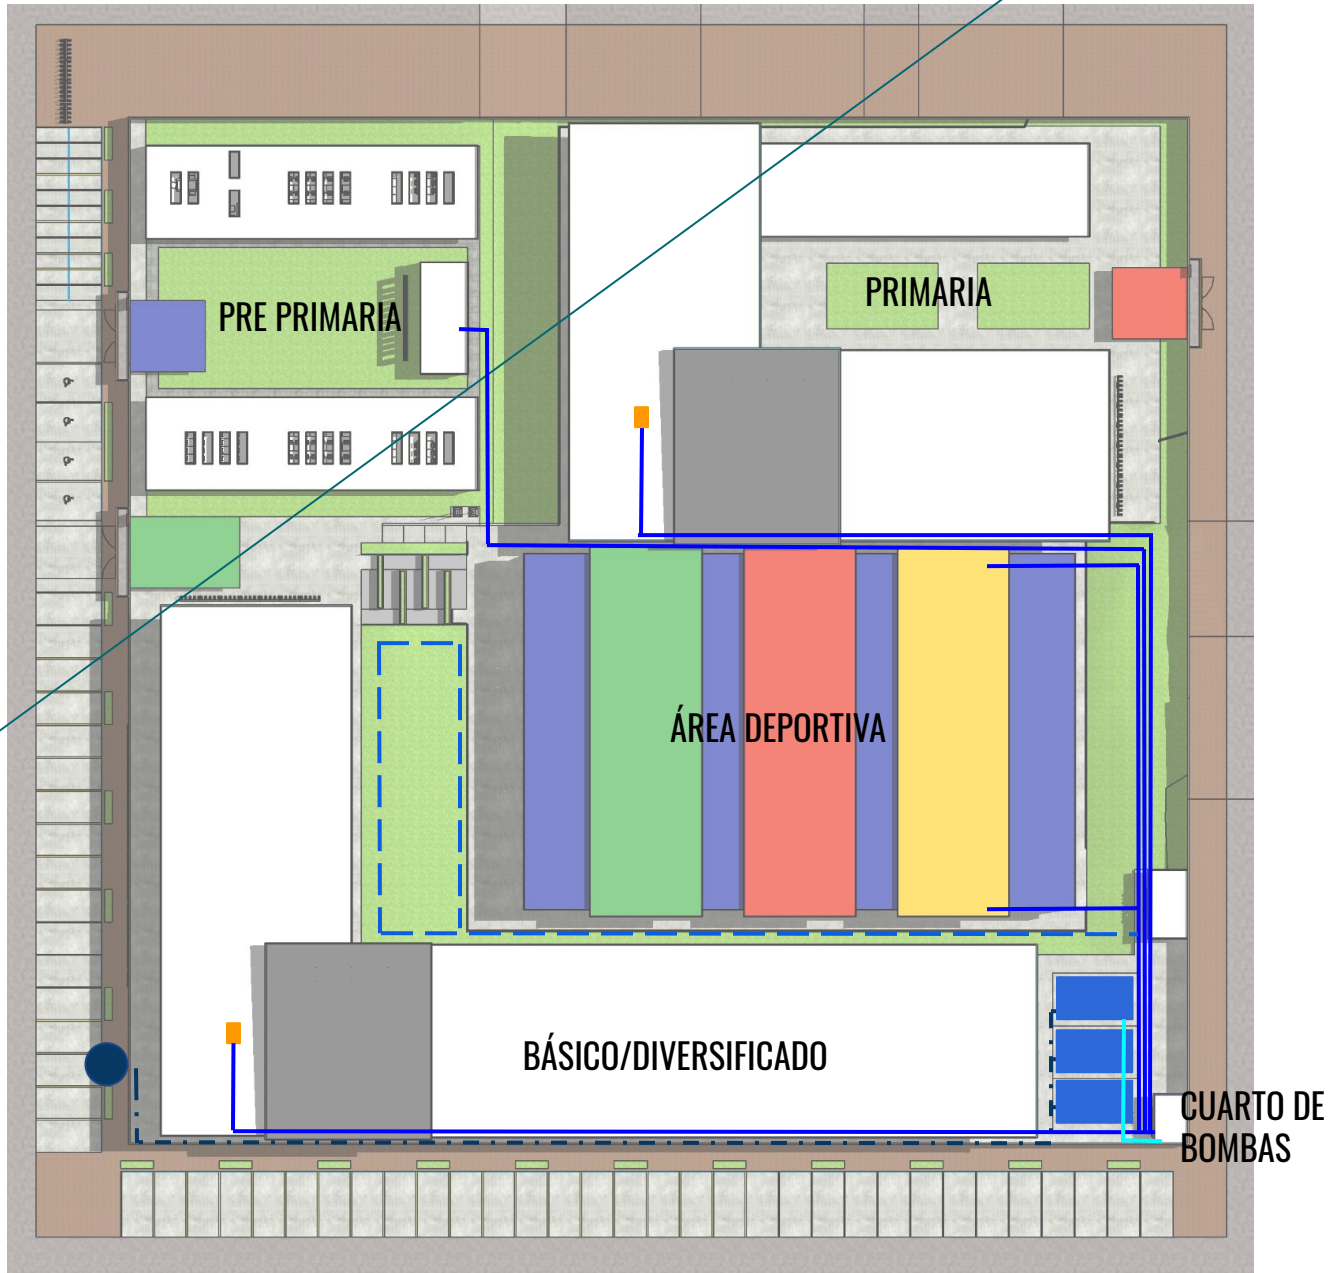 PRE PRIMARIA
PRIMARIA
ÁREA DEPORTIVA
BÁSICO/DIVERSIFICADO
CUARTO DE
BOMBAS